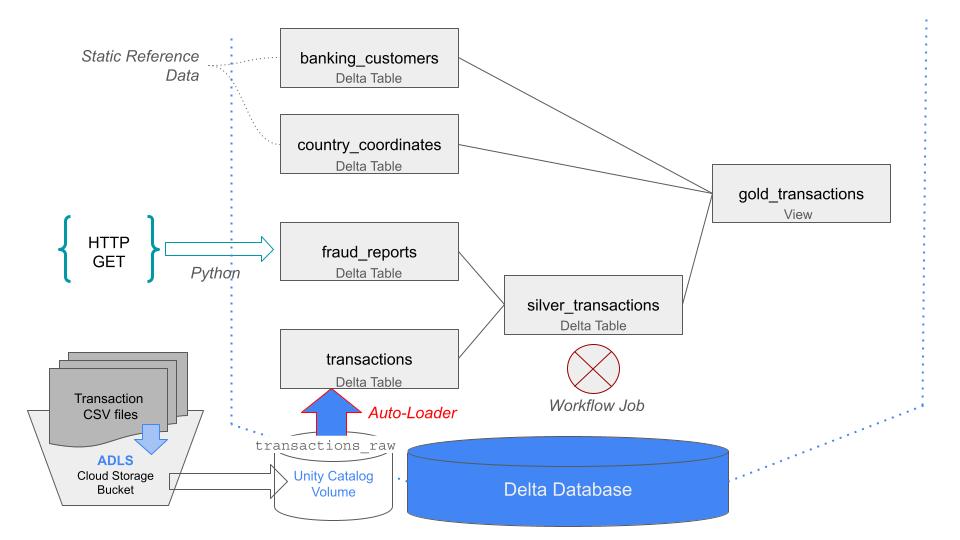 Static Reference
Data
banking_customers
Delta Table
country_coordinates
Delta Table
gold_transactions
View
HTTP
GET
Python
fraud_reports
Delta Table
silver_transactions
Delta Table
transactions
Delta Table
Workflow Job
Auto-Loader
Transaction
CSV files
ADLS
Cloud Storage
Bucket
transactions_raw
Unity Catalog
Volume
Delta Database